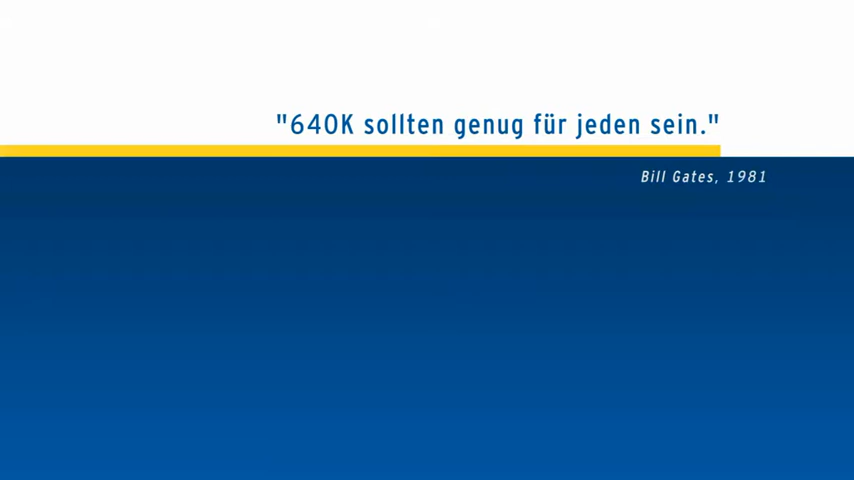 "640K sollten genug für jeden sein."
Bill Gates, 1981